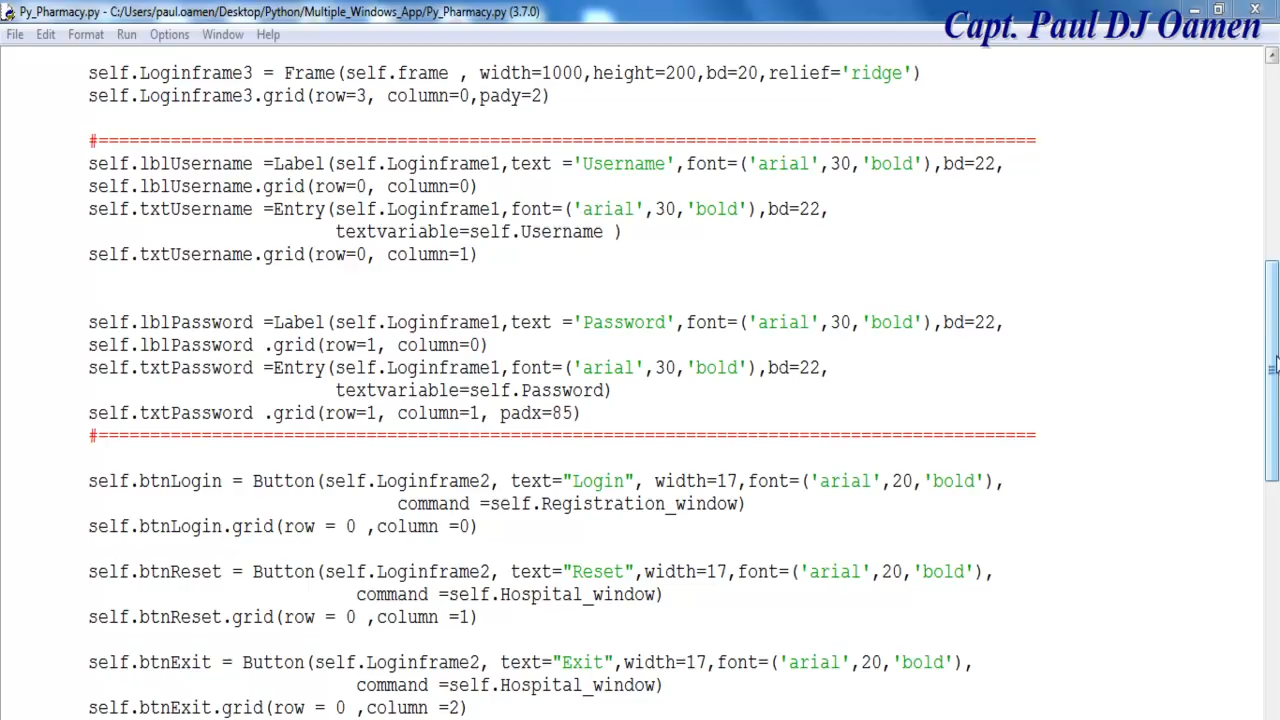 Py_Pharmacy.py - C:/Users/paul.oamen/Desktop/Python/Multiple_Windows_App/Py_Pharmacy.py (3.7.0)
Capt. Paul DJ Oamen
File Edit Format Run Options Window Help
self.Loginframe3 = Frame(self.frame , width=1000,height=200,bd=20,relief='ridge')
self.Loginframe3.grid(row=3, column=0,pady=2)
#===========================================================================================
self.lblUsername =Label(self.Loginframe1,text ='Username',font=('arial',30,'bold'),bd=22,
self.lblUsername.grid(row=0, column=0)
self.txtUsername =Entry(self.Loginframe1,font=('arial',30,'bold'),bd=22,
textvariable=self.Username )
self.txtUsername.grid(row=0, column=1)
self.lblPassword =Label(self.Loginframe1,text ='Password',font=('arial',30,'bold'),bd=22,
self.lblPassword .grid(row=1, column=0)
self.txtPassword =Entry(self.Loginframe1,font=('arial',30,'bold'),bd=22,
textvariable=self.Password)
self.txtPassword .grid(row=1, column=1, padx=85)
#===========================================================================================
self.btnLogin = Button(self.Loginframe2, text="Login", width=17,font=('arial',20,'bold'),
command =self.Registration_window)
self.btnLogin.grid(row = 0 ,column =0)
self.btnReset = Button(self.Loginframe2, text="Reset",width=17,font=('arial',20,'bold'),
command =self.Hospital_window)
self.btnReset.grid(row = 0 ,column =1)
self.btnExit = Button(self.Loginframe2, text="Exit",width=17,font=('arial',20,'bold'),
command =self.Hospital_window)
self.btnExit.grid(row = 0 ,column =2)